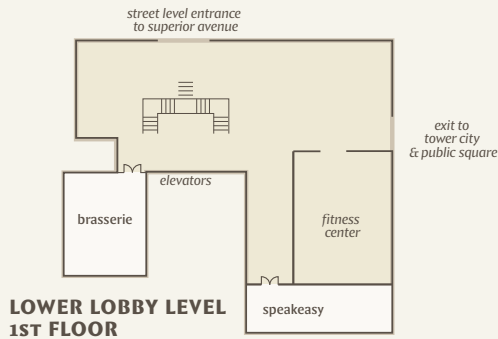 street level entrance
to superior avenue
exit to
tower city
& public square
elevators
brasserie
fitness
center
speakeasy
LOWER LOBBY LEVEL
1ST FLOOR